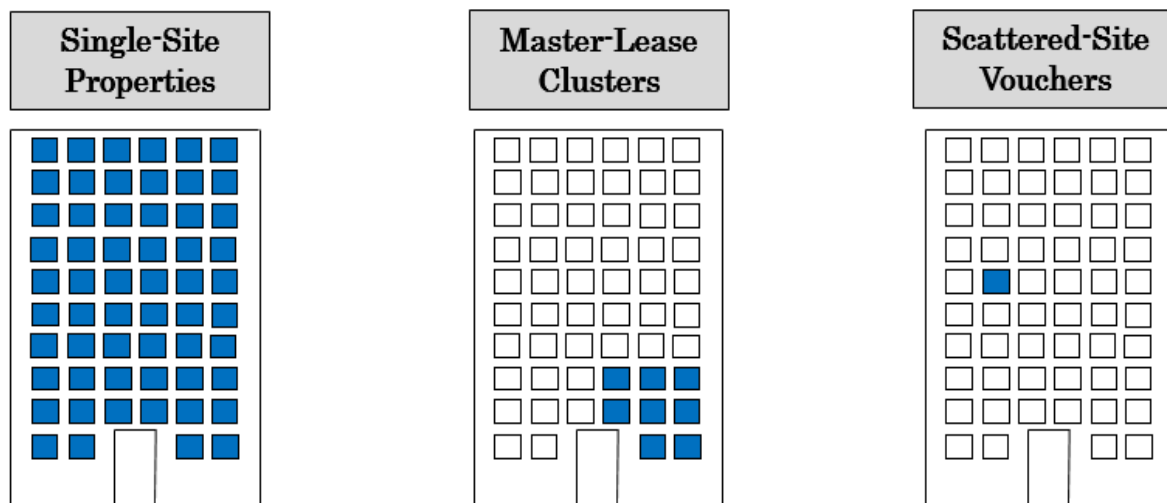 Single-Site
Properties
Master-Lease
Clusters
Scattered-Site
Vouchers